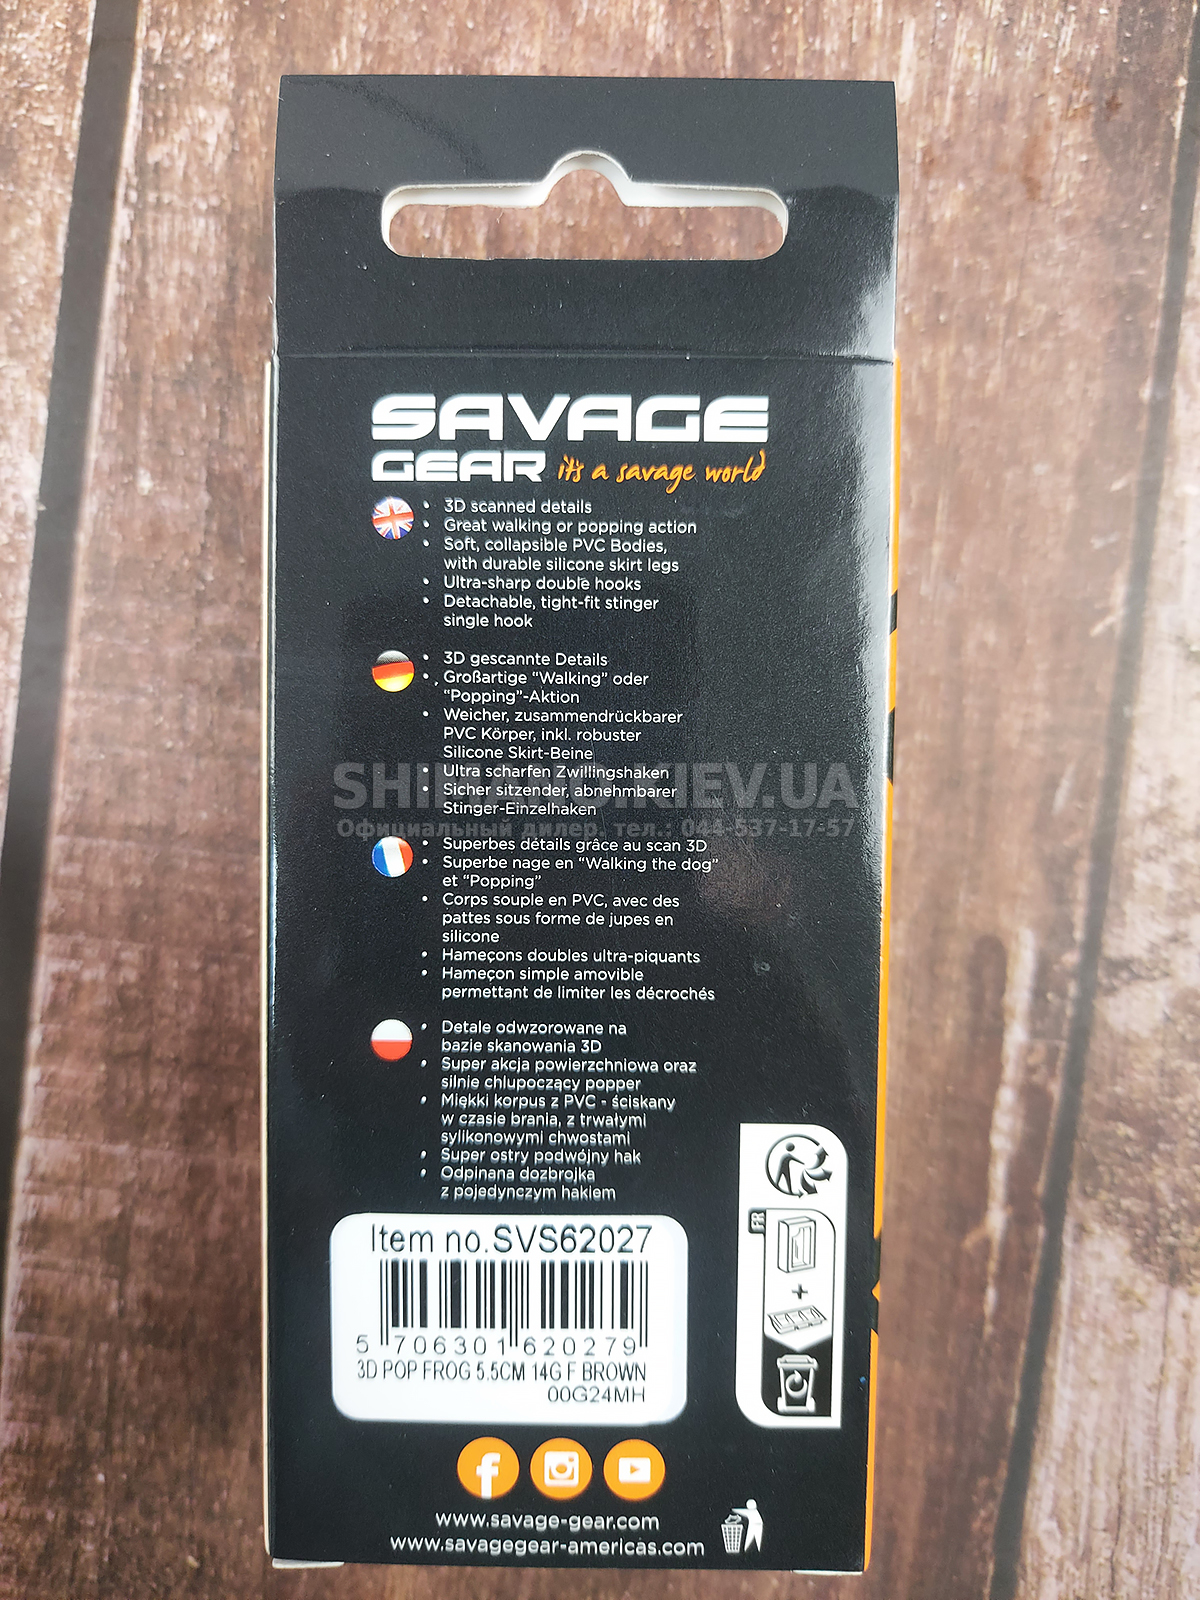 SAVAGE
GEAR it's a savage world
• 3D scanned details
• Great walking or popping action
• Soft, collapsible PVC Bodies,
with durable silicone skirt legs
• Ultra-sharp double hooks
• Detachable, tight-fit stinger
single hook
• 3D gescannte Details
• Großartige “Walking” oder
“Popping”-Aktion
• Weicher, zusammendrückbarer
PVC Körper, inkl. robuster
Silicone Skirt-Beine
• Ultra scharfen Zwillingshaken
• Sicher sitzender, abnehmbarer
Stinger-Einzelhaken
SHIMANO.KIEV.UA
Официальный дилер. тел.: 044-537-17-57
• Superbes détails grâce au scan 3D
• Superbe nage en “Walking the dog”
et “Popping”
• Corps souple en PVC, avec des
pattes sous forme de jupes en
silicone
• Hameçons doubles ultra-piquants
• Hameçon simple amovible
permettant de limiter les décrochés
• Detale odwzorowane na
bazie skanowania 3D
• Super akcja powierzchniowa oraz
silnie chlupoczący popper
• Miękki korpus z PVC - ściskany
w czasie brania, z trwałymi
sylikonowymi chwostami
• Super ostry podwójny hak
• Odpinana dozbrojka
z pojedynczym hakiem
FR
+
Item no.SVS62027
5 706301 620279
3D POP FROG 5.5CM 14G F BROWN
00G24MH
www.savage-gear.com
www.savagegear-americas.com